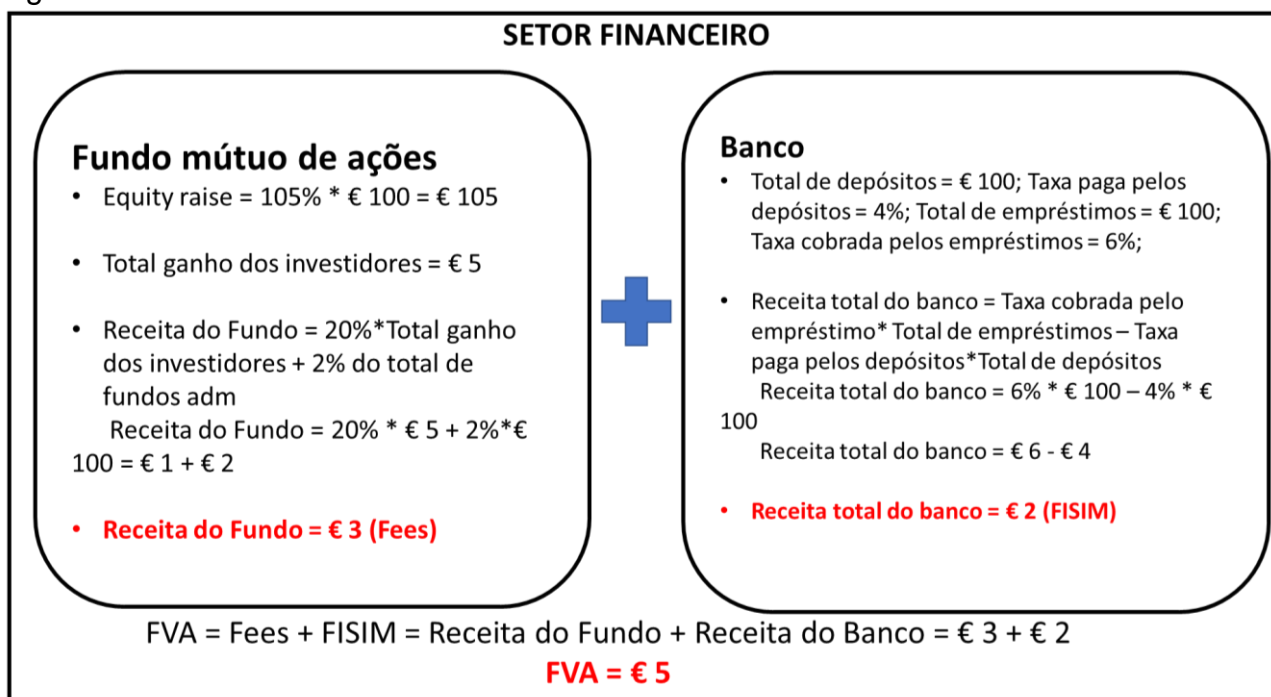 SETOR FINANCEIRO
Fundo mútuo de ações
• Equity raise = 105% * € 100 = € 105
• Total ganho dos investidores = € 5
• Receita do Fundo = 20%*Total ganho
dos investidores + 2% do total de
fundos adm
Receita do Fundo = 20% * € 5 + 2%*€
100 = € 1 + € 2
• Receita do Fundo = € 3 (Fees)
Banco
• Total de depósitos = € 100; Taxa paga pelos
depósitos = 4%; Total de empréstimos = € 100;
Taxa cobrada pelos empréstimos = 6%;
• Receita total do banco = Taxa cobrada pelo
empréstimo* Total de empréstimos – Taxa
paga pelos depósitos*Total de depósitos
Receita total do banco = 6% * € 100 – 4% * €
100
Receita total do banco = € 6 - € 4
• Receita total do banco = € 2 (FISIM)
FVA = Fees + FISIM = Receita do Fundo + Receita do Banco = € 3 + € 2
FVA = € 5